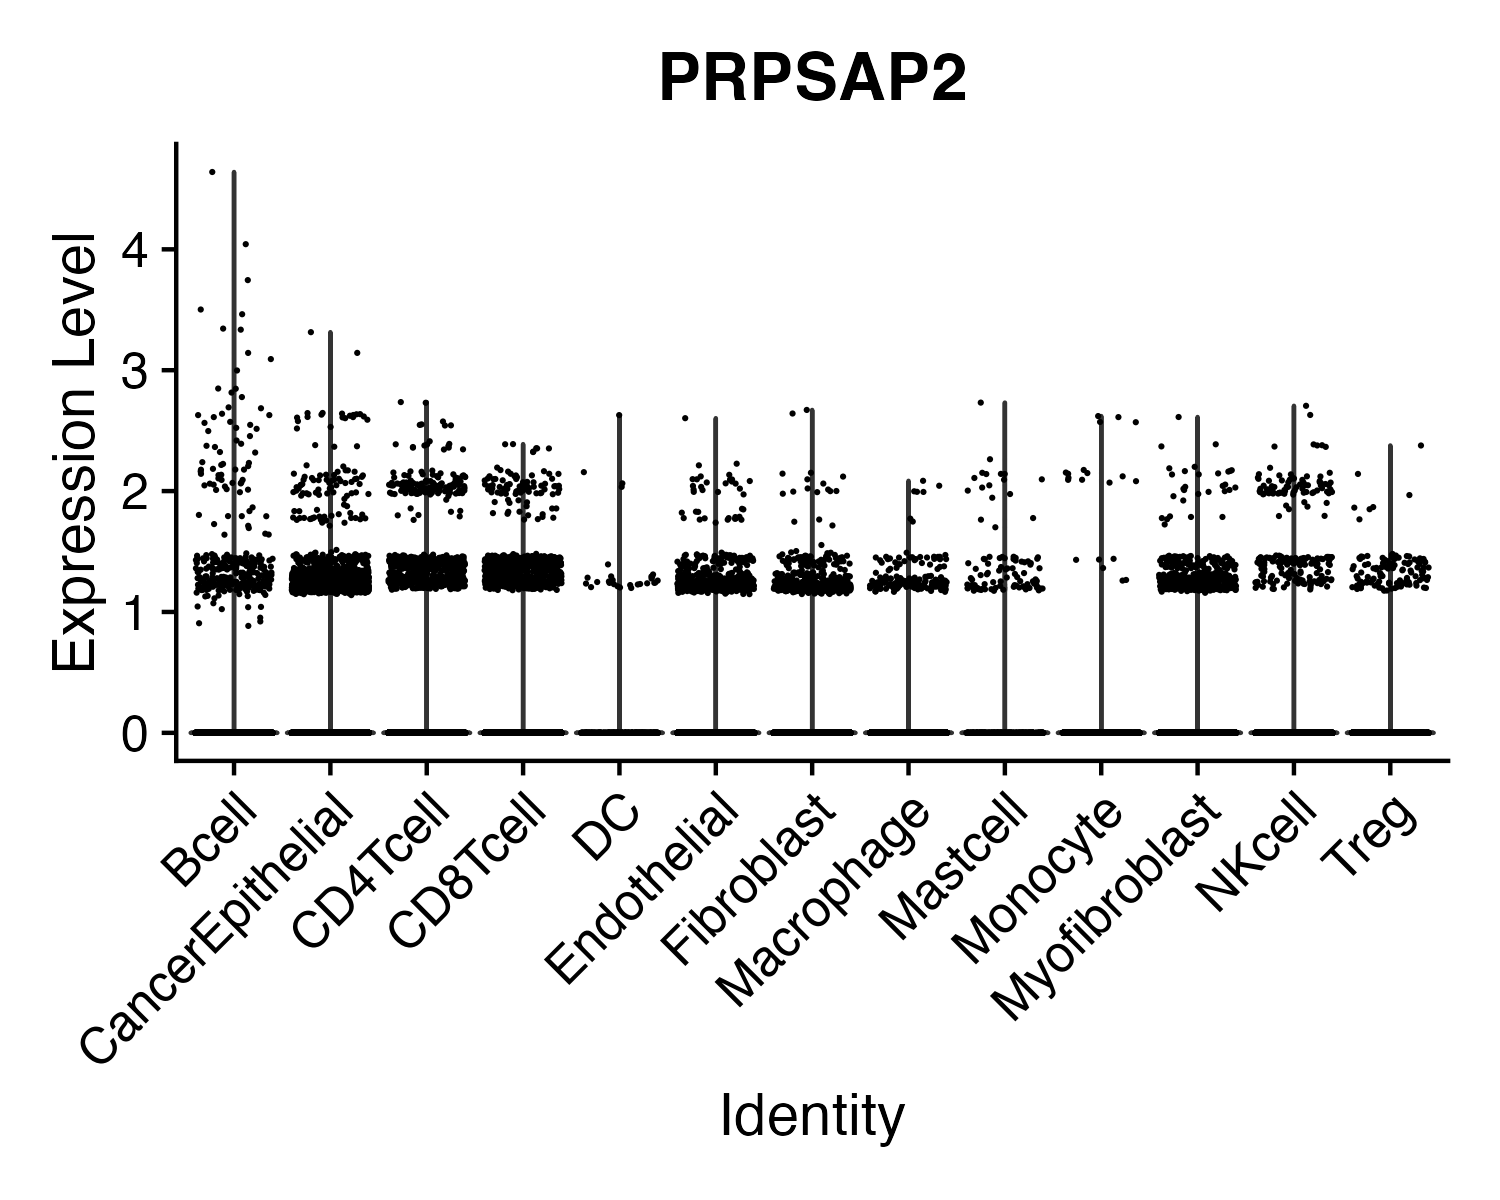 PRPSAP2
Expression Level
4
3
2
1
0
Bcell
CancerEpithelial
CD4Tcell
CD8Tcell
DC
Endothelial
Fibroblast
Macrophage
Mastcell
Monocyte
Myofibroblast
NKcell
Treg
Identity